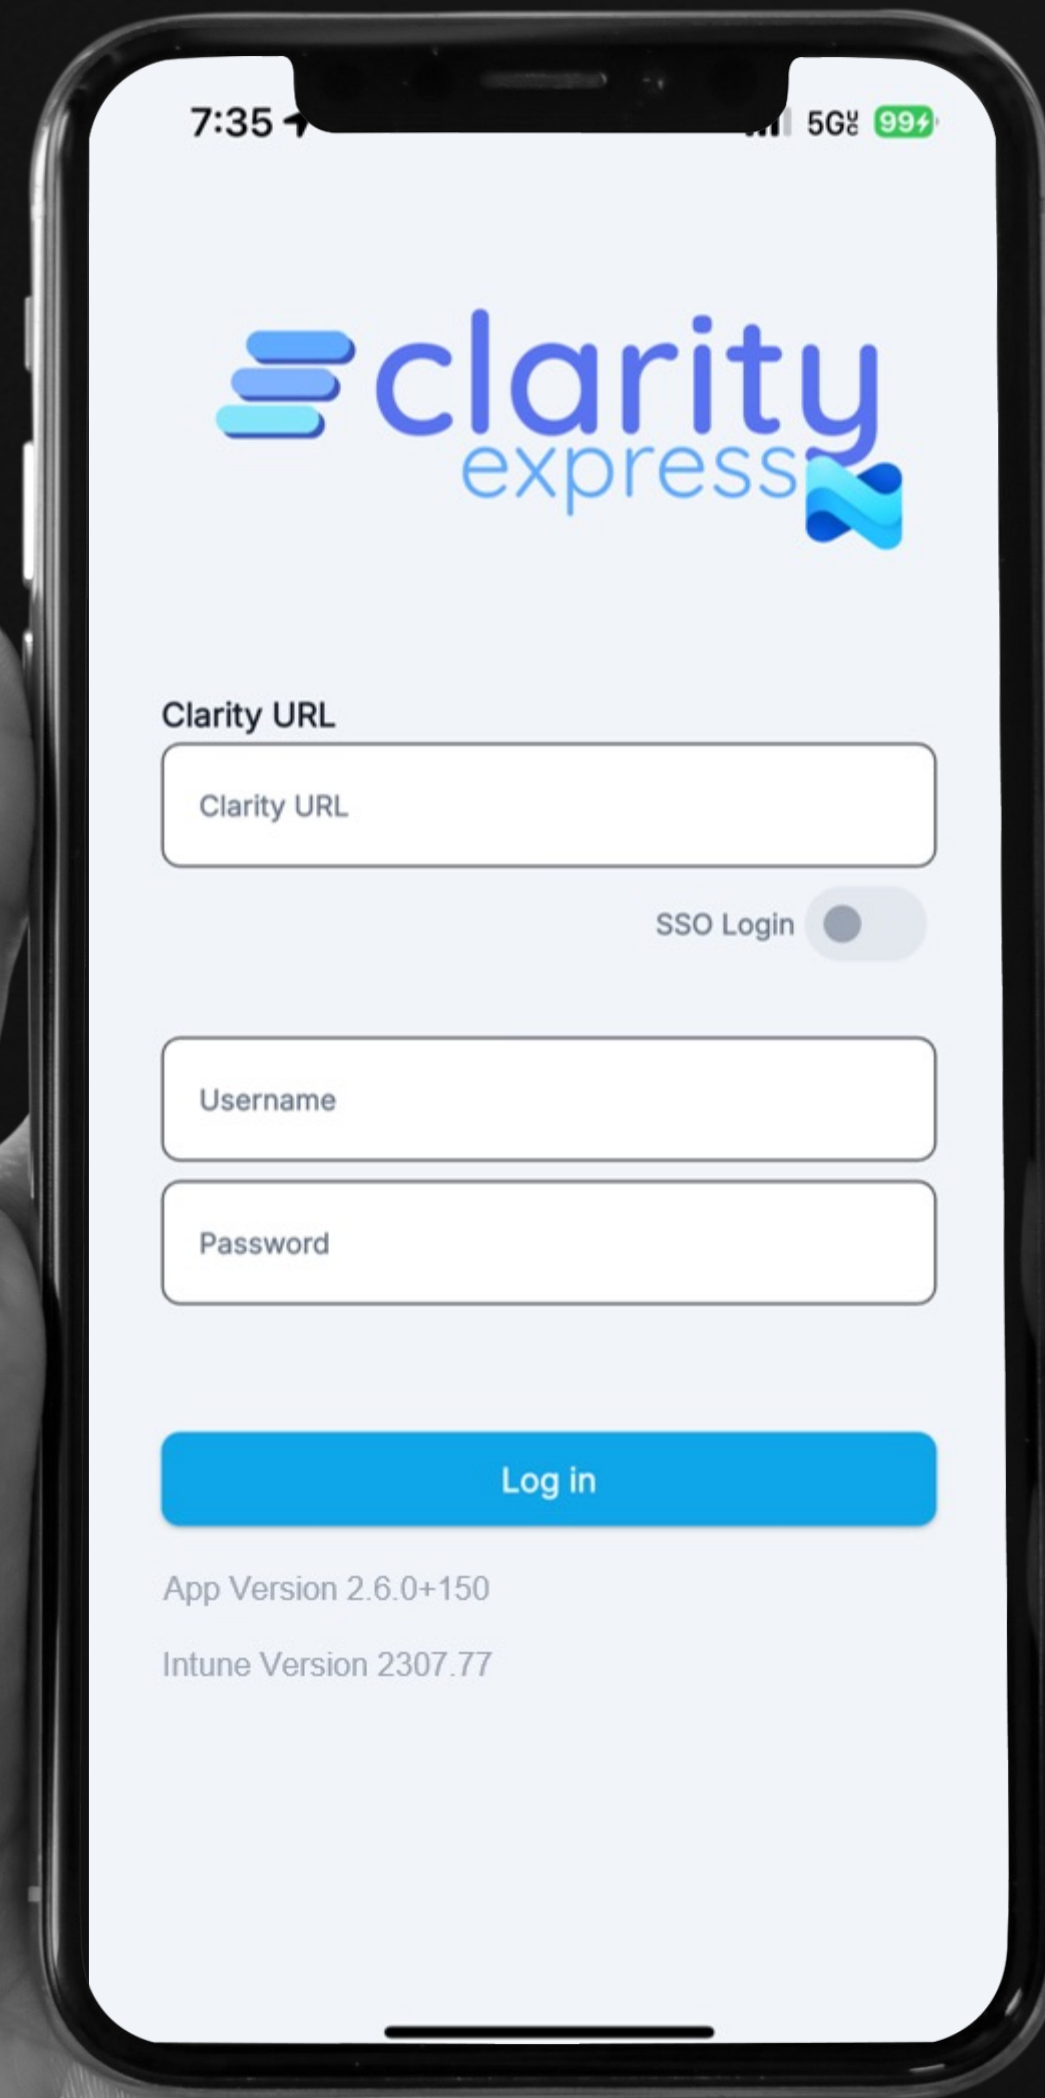 7:35 5G UC 99
clarity
express
Clarity URL
Clarity URL
SSO Login
Username
Password
Log in
App Version 2.6.0+150
Intune Version 2307.77